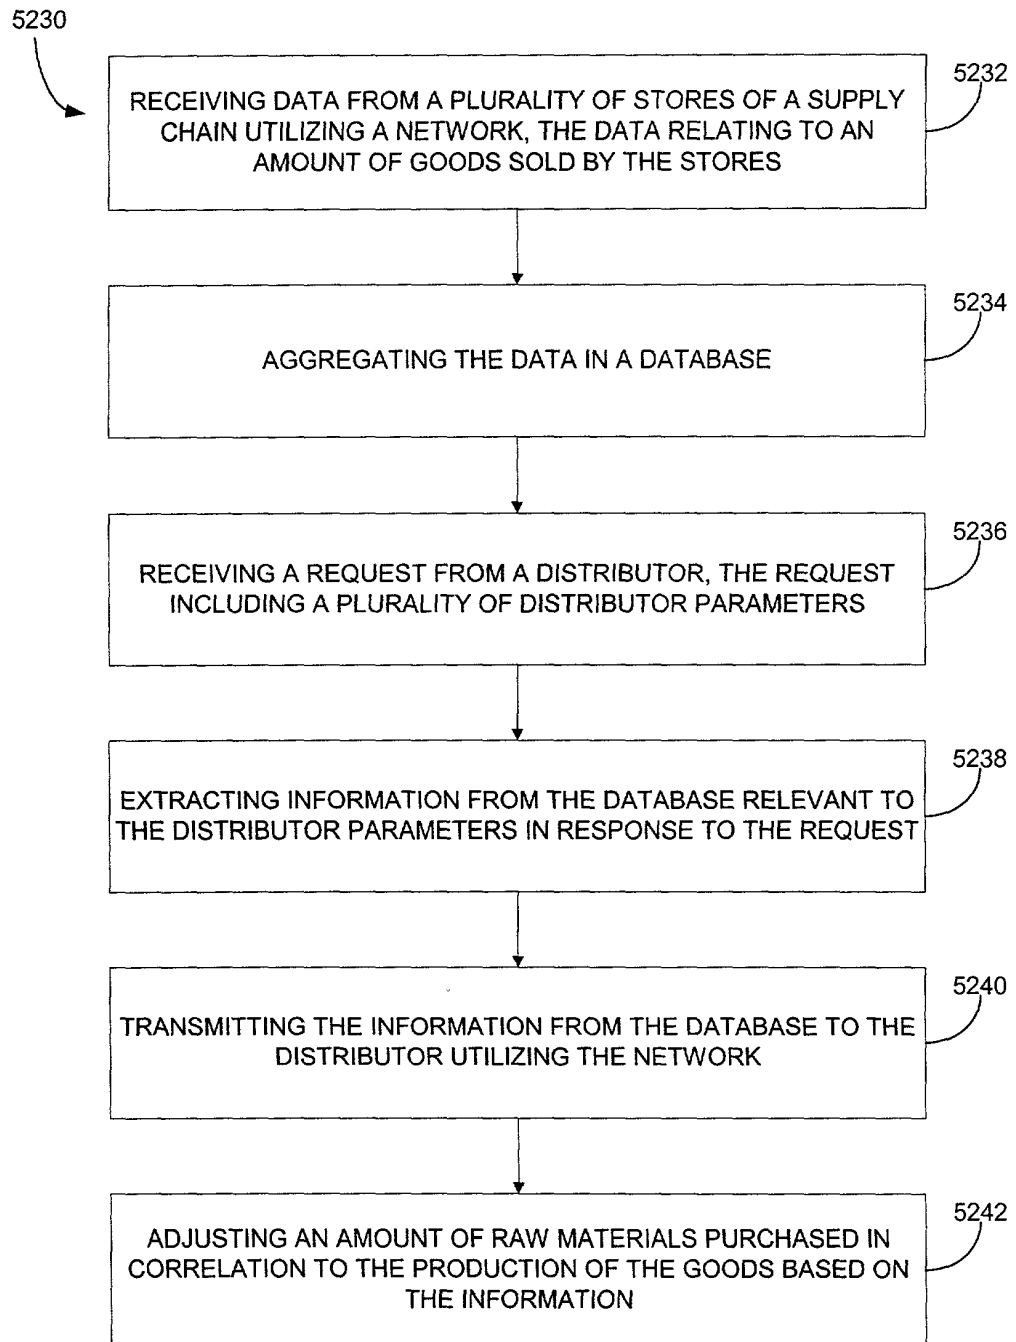 5230
5232
RECEIVING DATA FROM A PLURALITY OF STORES OF A SUPPLY
CHAIN UTILIZING A NETWORK, THE DATA RELATING TO AN
AMOUNT OF GOODS SOLD BY THE STORES
5234
AGGREGATING THE DATA IN A DATABASE
5236
RECEIVING A REQUEST FROM A DISTRIBUTOR, THE REQUEST
INCLUDING A PLURALITY OF DISTRIBUTOR PARAMETERS
5238
EXTRACTING INFORMATION FROM THE DATABASE RELEVANT TO
THE DISTRIBUTOR PARAMETERS IN RESPONSE TO THE REQUEST
5240
TRANSMITTING THE INFORMATION FROM THE DATABASE TO THE
DISTRIBUTOR UTILIZING THE NETWORK
5242
ADJUSTING AN AMOUNT OF RAW MATERIALS PURCHASED IN
CORRELATION TO THE PRODUCTION OF THE GOODS BASED ON
THE INFORMATION